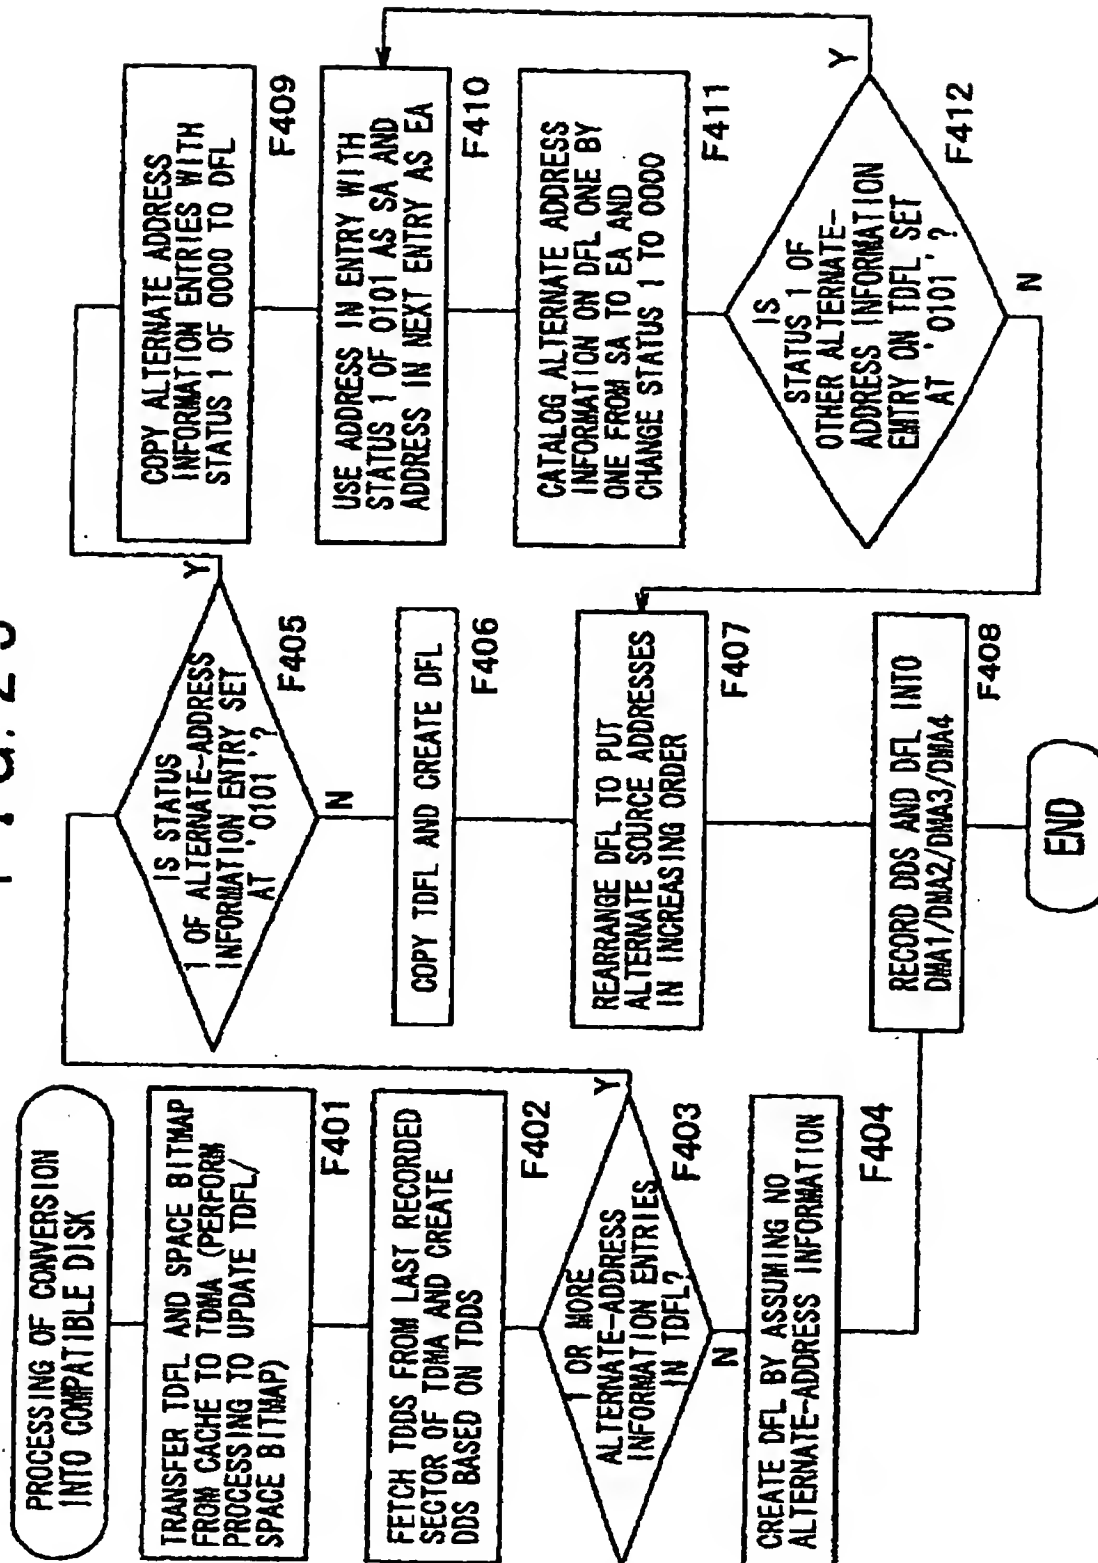 PROCESSING OF CONVERSION
INTO COMPATIBLE DISK
TRANSFER TDFL AND SPACE BITMAP
FROM CACHE TO TDMA (PERFORM
PROCESSING TO UPDATE TDFL/
SPACE BITMAP)
F401
FETCH TDDS FROM LAST RECORDED
SECTOR OF TDMA AND CREATE
DDS BASED ON TDDS
F402
1 OR MORE
ALTERNATE-ADDRESS
INFORMATION ENTRIES
IN TDFL?
Y
N
F403
CREATE DFL BY ASSUMING NO
ALTERNATE-ADDRESS INFORMATION
F404
IS STATUS
1 OF ALTERNATE-ADDRESS
INFORMATION ENTRY SET
AT '0101'?
Y
N
F405
COPY TDFL AND CREATE DFL
F406
REARRANGE DFL TO PUT
ALTERNATE SOURCE ADDRESSES
IN INCREASING ORDER
F407
RECORD DDS AND DFL INTO
DMA1/DMA2/DMA3/DMA4
F408
END
COPY ALTERNATE ADDRESS
INFORMATION ENTRIES WITH
STATUS 1 OF 0000 TO DFL
F409
USE ADDRESS IN ENTRY WITH
STATUS 1 OF 0101 AS SA AND
ADDRESS IN NEXT ENTRY AS EA
F410
CATALOG ALTERNATE ADDRESS
INFORMATION ON DFL ONE BY
ONE FROM SA TO EA AND
CHANGE STATUS 1 TO 0000
F411
IS
STATUS 1 OF
OTHER ALTERNATE-
ADDRESS INFORMATION
EMTRY ON TDFL SET
AT '0101'?
Y
N
F412